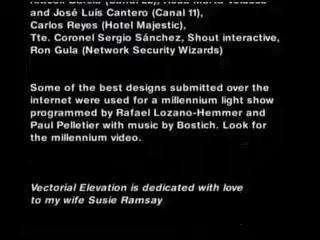 and José Luís Cantero (Canal 11),
Carlos Reyes (Hotel Majestic),
Tte. Coronel Sergio Sánchez, Shout interactive,
Ron Gula (Network Security Wizards)
Some of the best designs submitted over the
internet were used for a millennium light show
programmed by Rafael Lozano-Hemmer and
Paul Pelletier with music by Bostich. Look for
the millennium video.
Vectorial Elevation is dedicated with love
to my wife Susie Ramsay